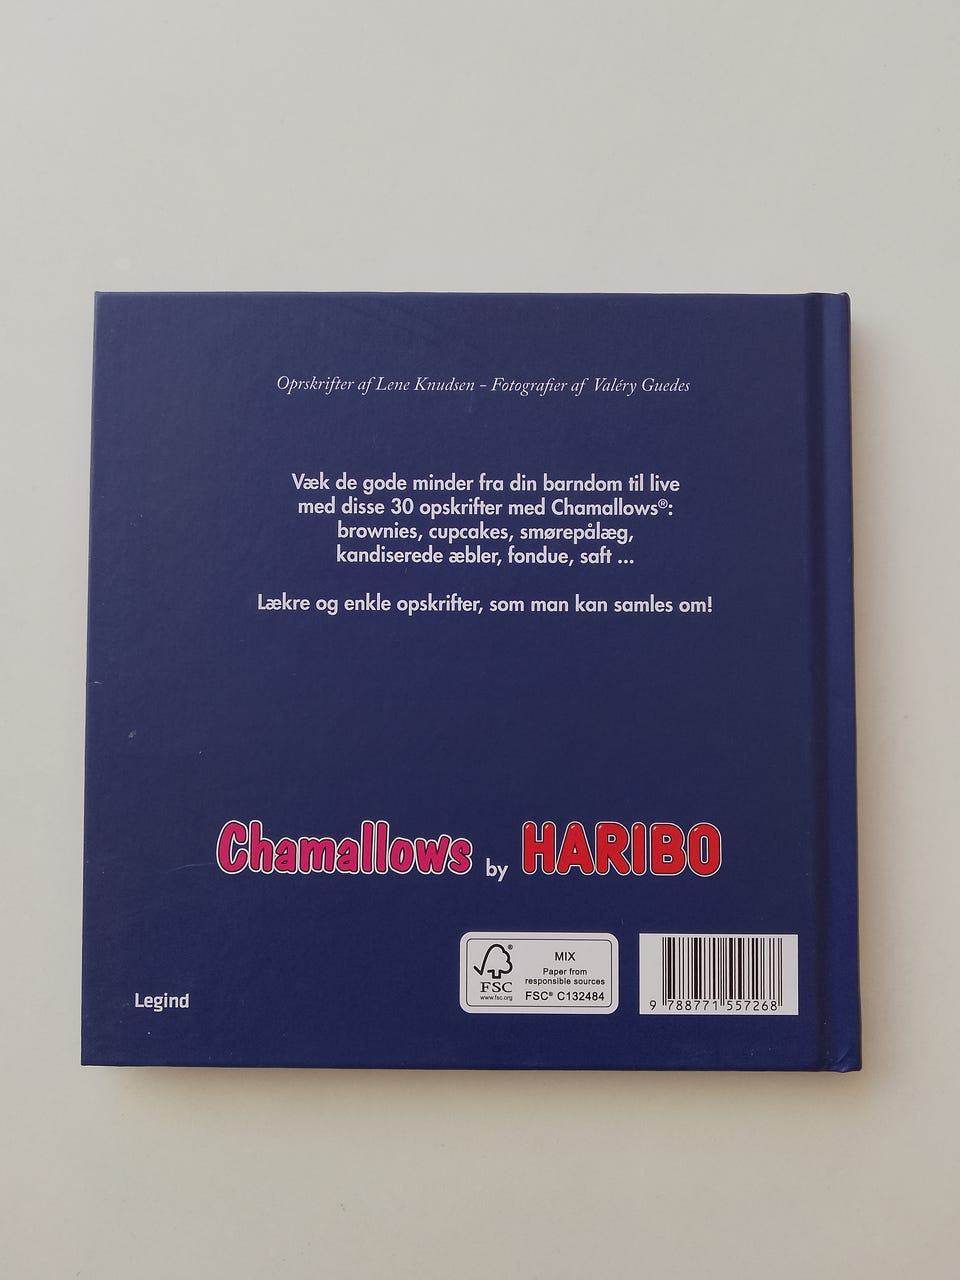 Oprskrifter af Lene Knudsen – Fotografier af Valéry Guedes
Væk de gode minder fra din barndom til live
med disse 30 opskrifter med Chamallows®:
brownies, cupcakes, smørepålæg,
kandiserede æbler, fondue, saft ...
Lækre og enkle opskrifter, som man kan samles om!
Chamallows by HARIBO
Legind
FSC®
www.fsc.org
MIX
Paper from
responsible sources
FSC® C132484
9 788771 557268